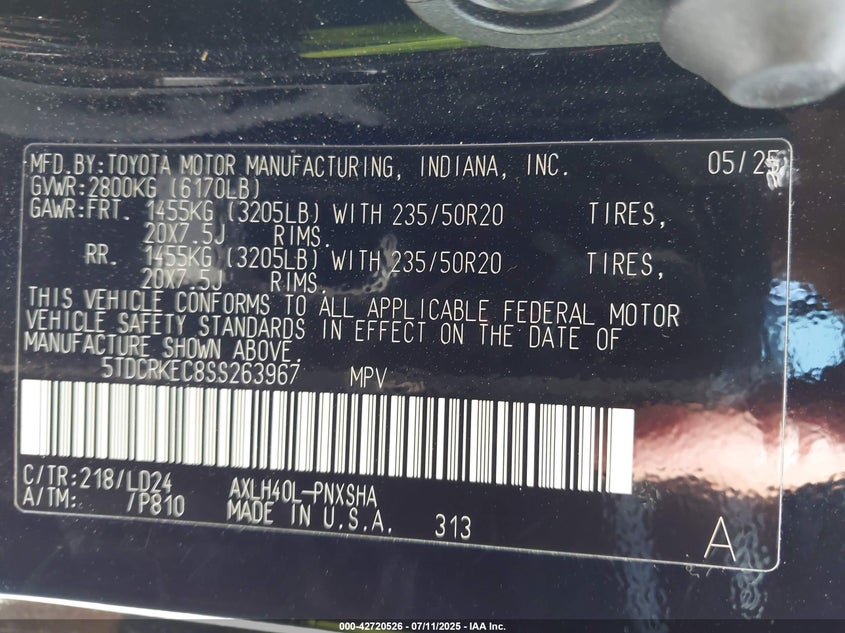 MFD.BY:TOYOTA MOTOR MANUFACTURING, INDIANA, INC. 05/25
GVWR:2800KG (6170LB)
GAWR:FRT. 1455KG (3205LB) WITH 235/50R20 TIRES,
20X7.5J RIMS.
RR. 1455KG (3205LB) WITH 235/50R20 TIRES,
20X7.5J RIMS.
THIS VEHICLE CONFORMS TO ALL APPLICABLE FEDERAL MOTOR
VEHICLE SAFETY STANDARDS IN EFFECT ON THE DATE OF
MANUFACTURE SHOWN ABOVE.
5TDCRKEC8SS263967 MPV
C/TR:218/LD24 AXLH40L-PNXSHA
A/TM: /P810 MADE IN U.S.A. 313 A
000-42720526 - 07/11/2025 - IAA Inc.